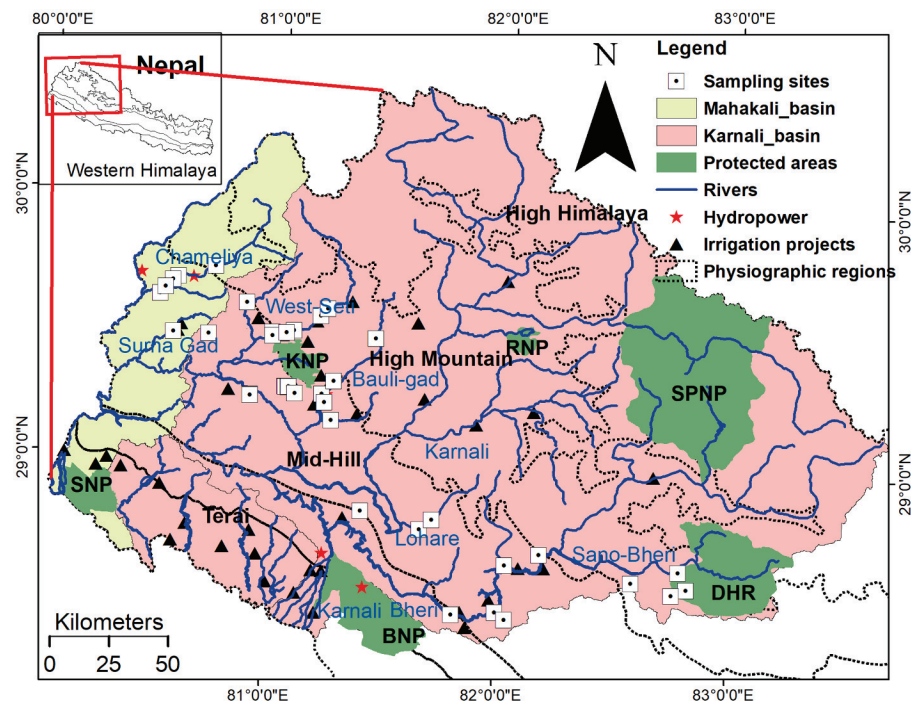 80°0'0"E 81°0'0"E 82°0'0"E 83°0'0"E
Nepal
Western Himalaya
N
Legend
Sampling sites
Mahakali_basin
Karnali_basin
Protected areas
Rivers
Hydropower
Irrigation projects
Physiographic regions
30°0'0"N
30°0'0"N
High Himalaya
Chameliya
West-Seti
Surna Gad
KNP
High Mountain
RNP
Bauli-gad
SPNP
29°0'0"N
Karnali
Mid-Hill
29°0'0"N
SNP
Terai
Lohare
Sano-Bheri
DHR
Karnali Bheri
BNP
Kilometers
0 25 50
81°0'0"E 82°0'0"E 83°0'0"E